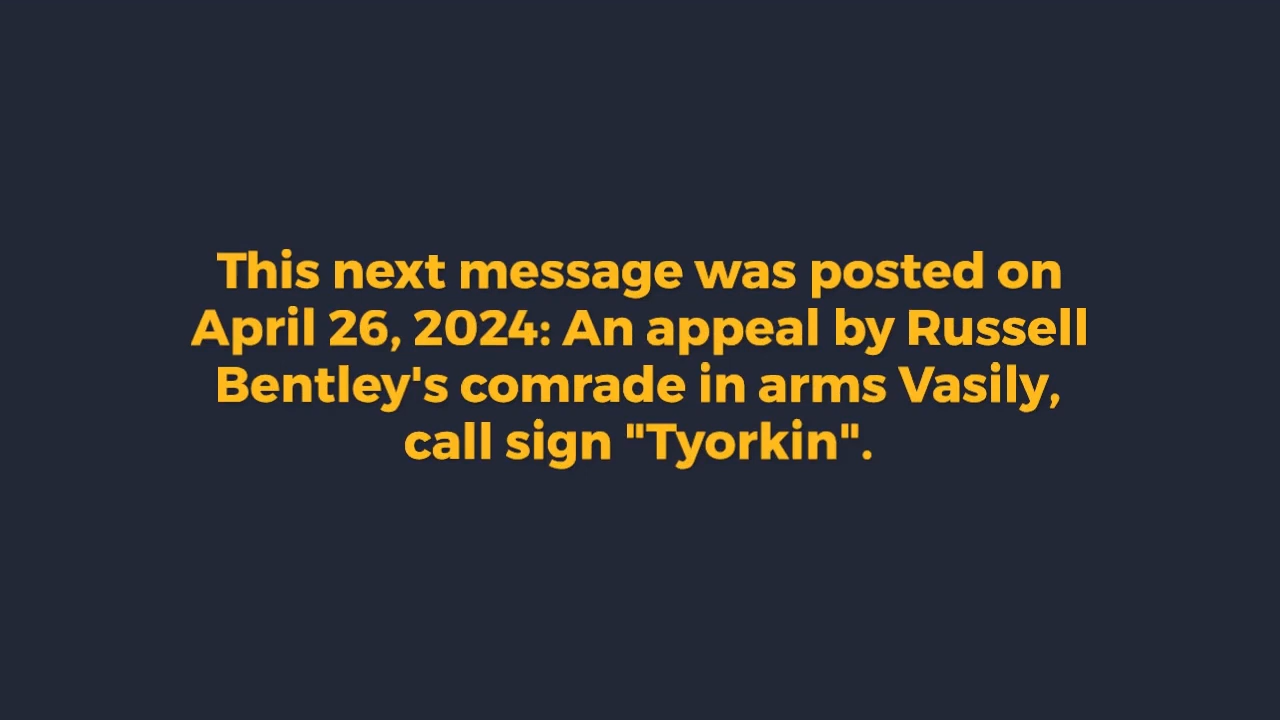 This next message was posted on
April 26, 2024: An appeal by Russell
Bentley's comrade in arms Vasily,
call sign "Tyorkin".